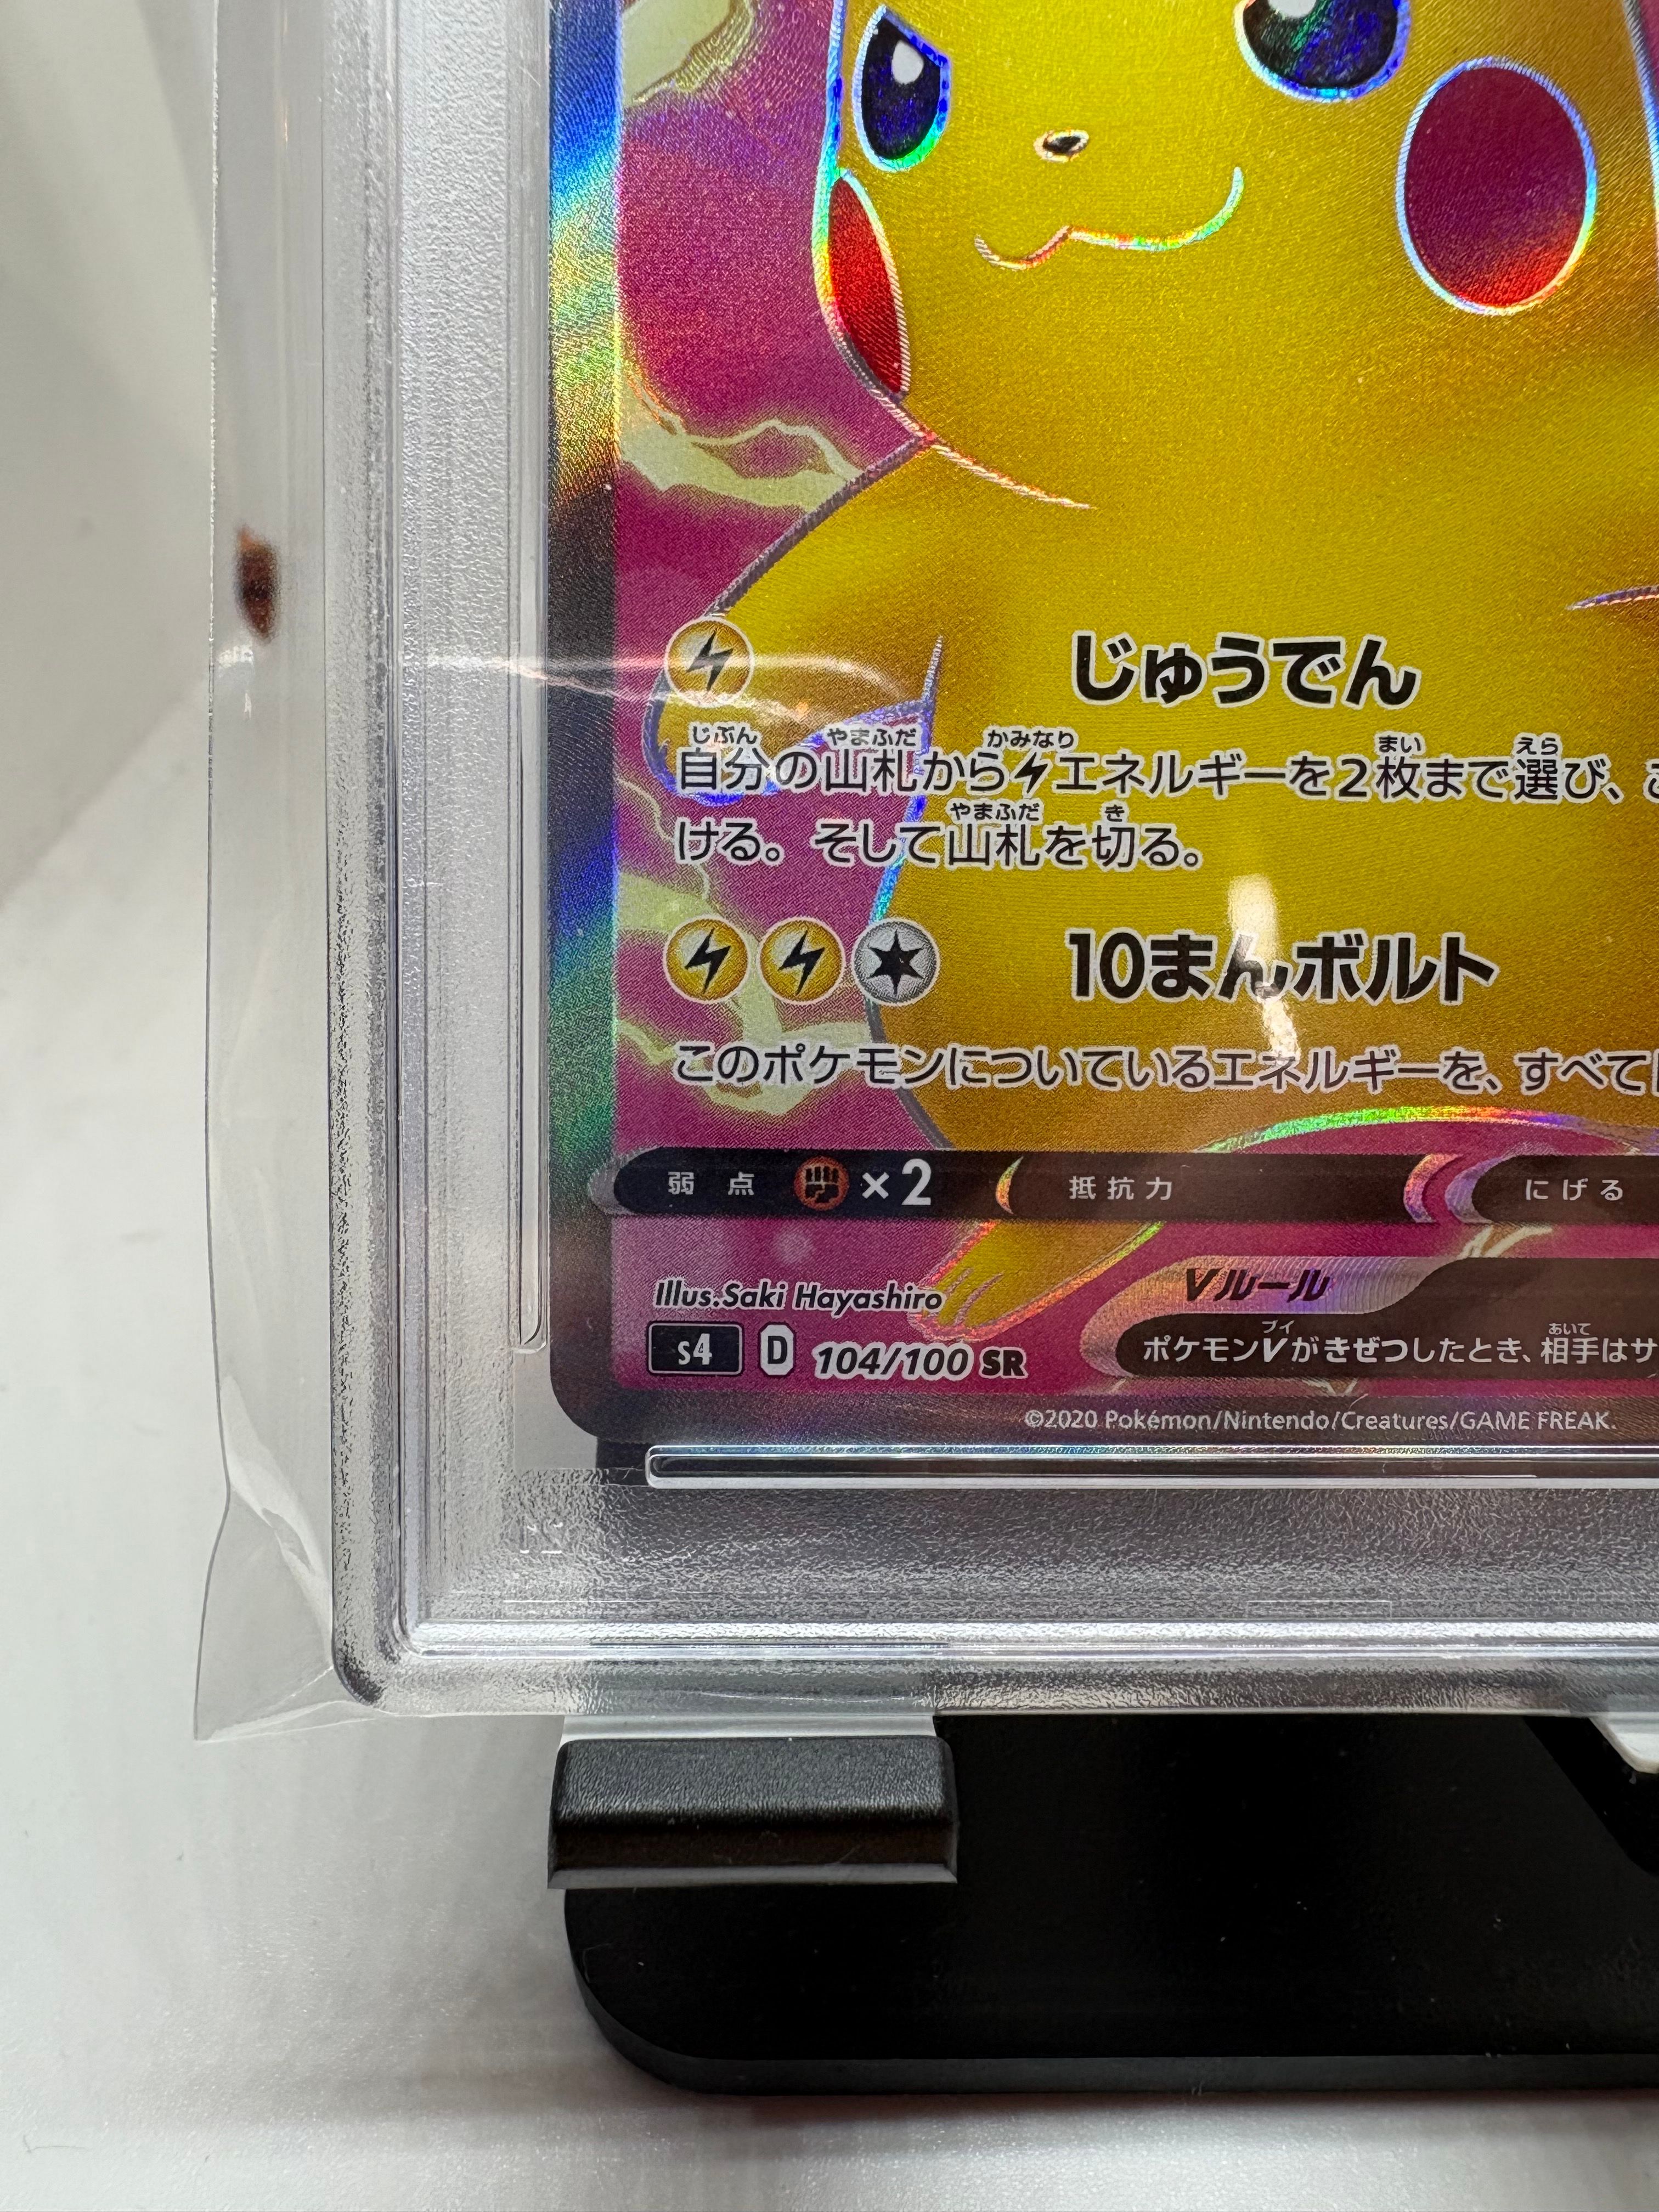 じゅうでん
じぶん やまふだ かみなり まい えら
自分の山札からエネルギーを2枚まで選び、こ
やまふだ き
ける。そして山札を切る。
10まんボルト
このポケモンについているエネルギーを、すべて
弱点 ×2 抵抗力 にげる
Illus.Saki Hayashiro
Vルール
s4 D 104/100 SR
ブイ あいて
ポケモンVがきぜつしたとき、相手はサ
©2020 Pokémon/Nintendo/Creatures/GAME FREAK.